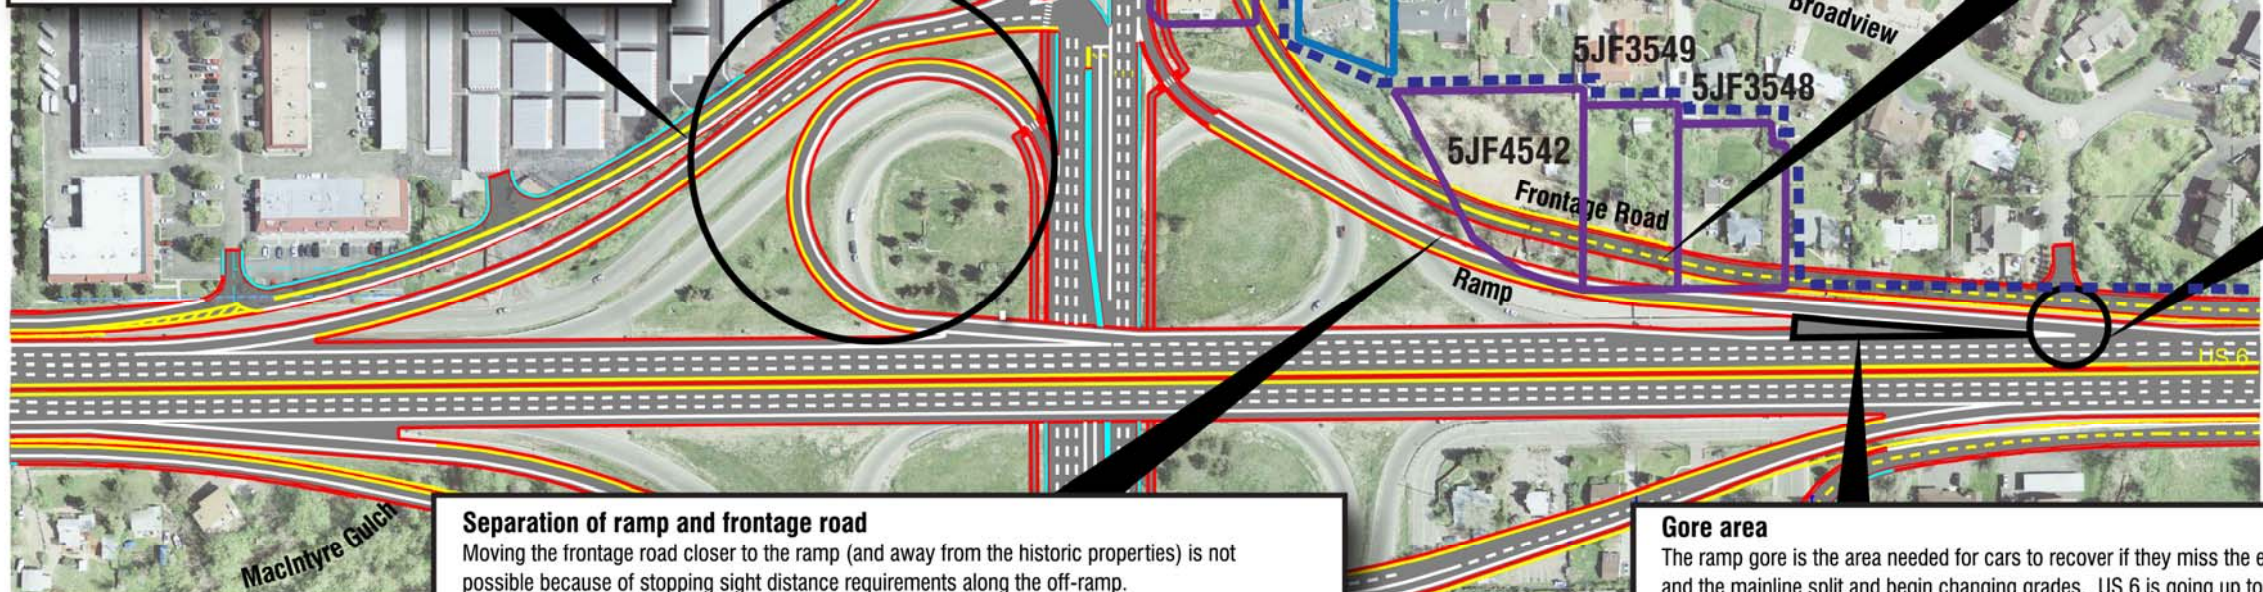 Broadview
5JF3549
5JF3548
5JF4542
Frontage Road
Ramp
US 6
MacIntyre Gulch
Separation of ramp and frontage road
Moving the frontage road closer to the ramp (and away from the historic properties) is not
possible because of stopping sight distance requirements along the off-ramp.
Gore area
The ramp gore is the area needed for cars to recover if they miss the e
and the mainline split and begin changing grades. US 6 is going up to